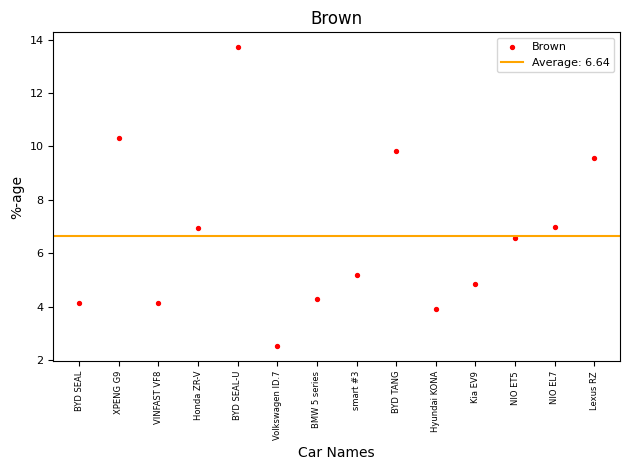 Brown
14
12
10
8
6
4
2
%-age
Brown
Average: 6.64
BYD SEAL
XPENG G9
VINFAST VF8
Honda ZR-V
BYD SEAL-U
Volkswagen ID.7
BMW 5 series
smart #3
BYD TANG
Hyundai KONA
Kia EV9
NIO ET5
NIO EL7
Lexus RZ
Car Names